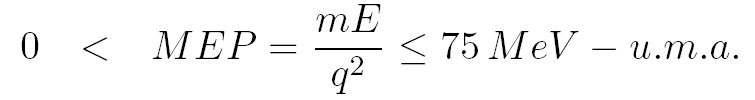 0 < MEP = mE/q² ≤ 75 MeV − u.m.a.